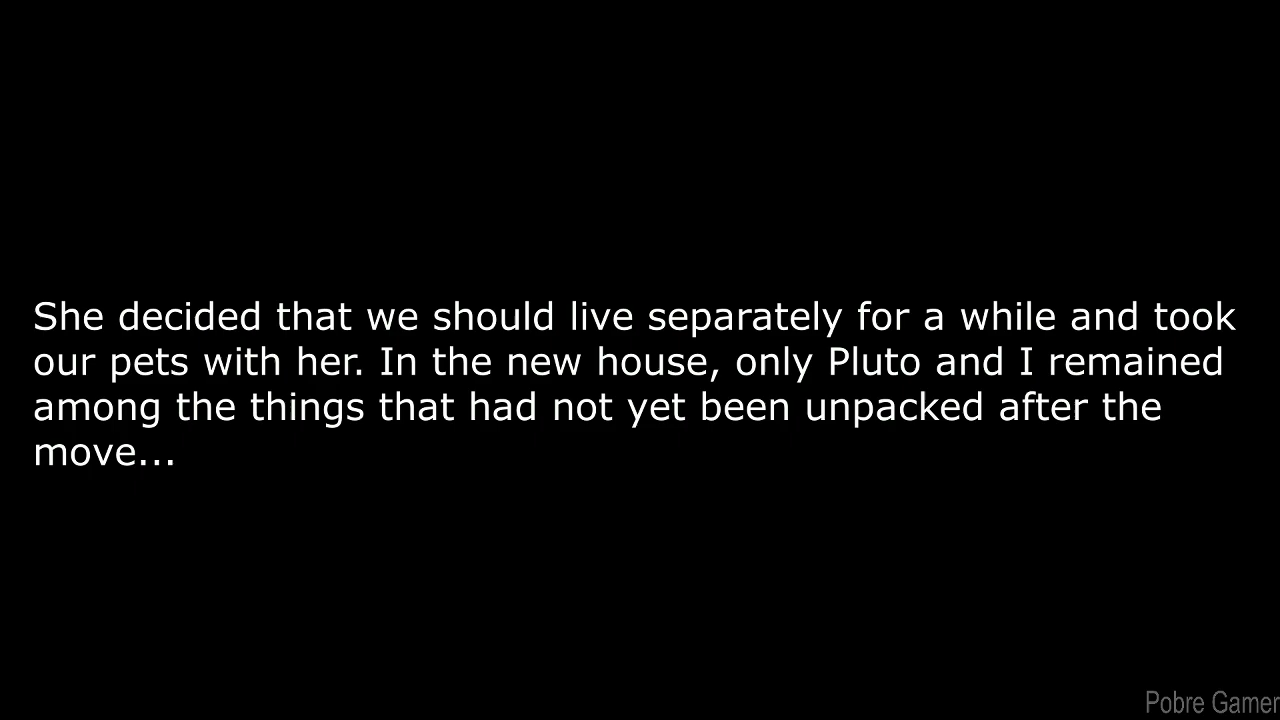 She decided that we should live separately for a while and took
our pets with her. In the new house, only Pluto and I remained
among the things that had not yet been unpacked after the
move...
Pobre Gamer